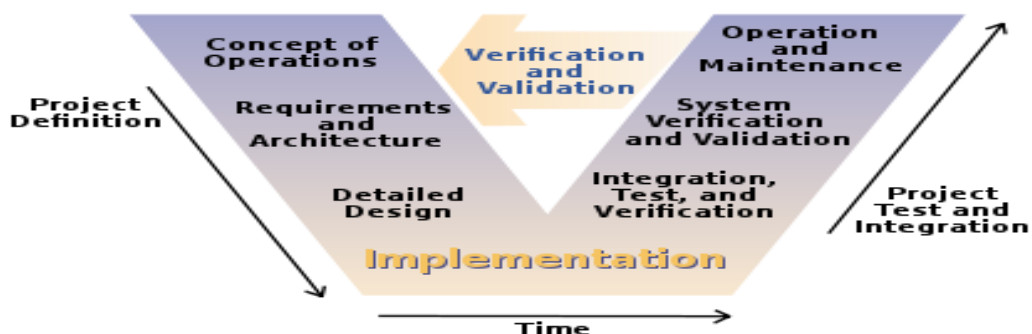 Concept of
Operations
Verification
and
Validation
Operation
and
Maintenance
Project
Definition
Requirements
and
Architecture
System
Verification
and Validation
Detailed
Design
Integration,
Test, and
Verification
Project
Test and
Integration
Implementation
Time